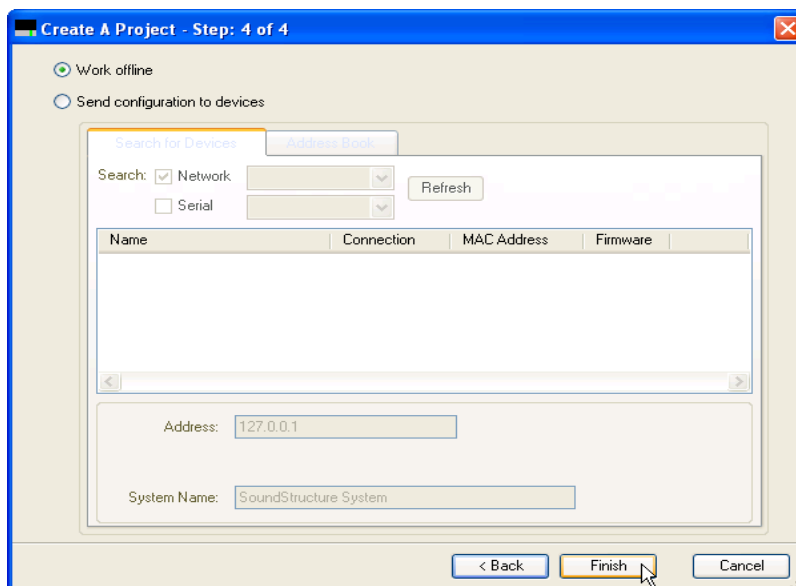 Create A Project - Step: 4 of 4
Work offline
Send configuration to devices
Search for Devices Address Book
Search: Network
Refresh
Serial
Name Connection MAC Address Firmware
Address: 127.0.0.1
System Name: SoundStructure System
< Back Finish Cancel